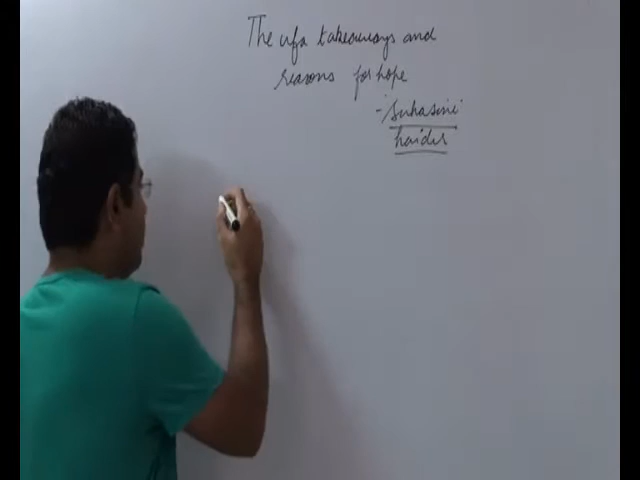 The ufa takeaways and
reasons for hope
- suhasini
haider